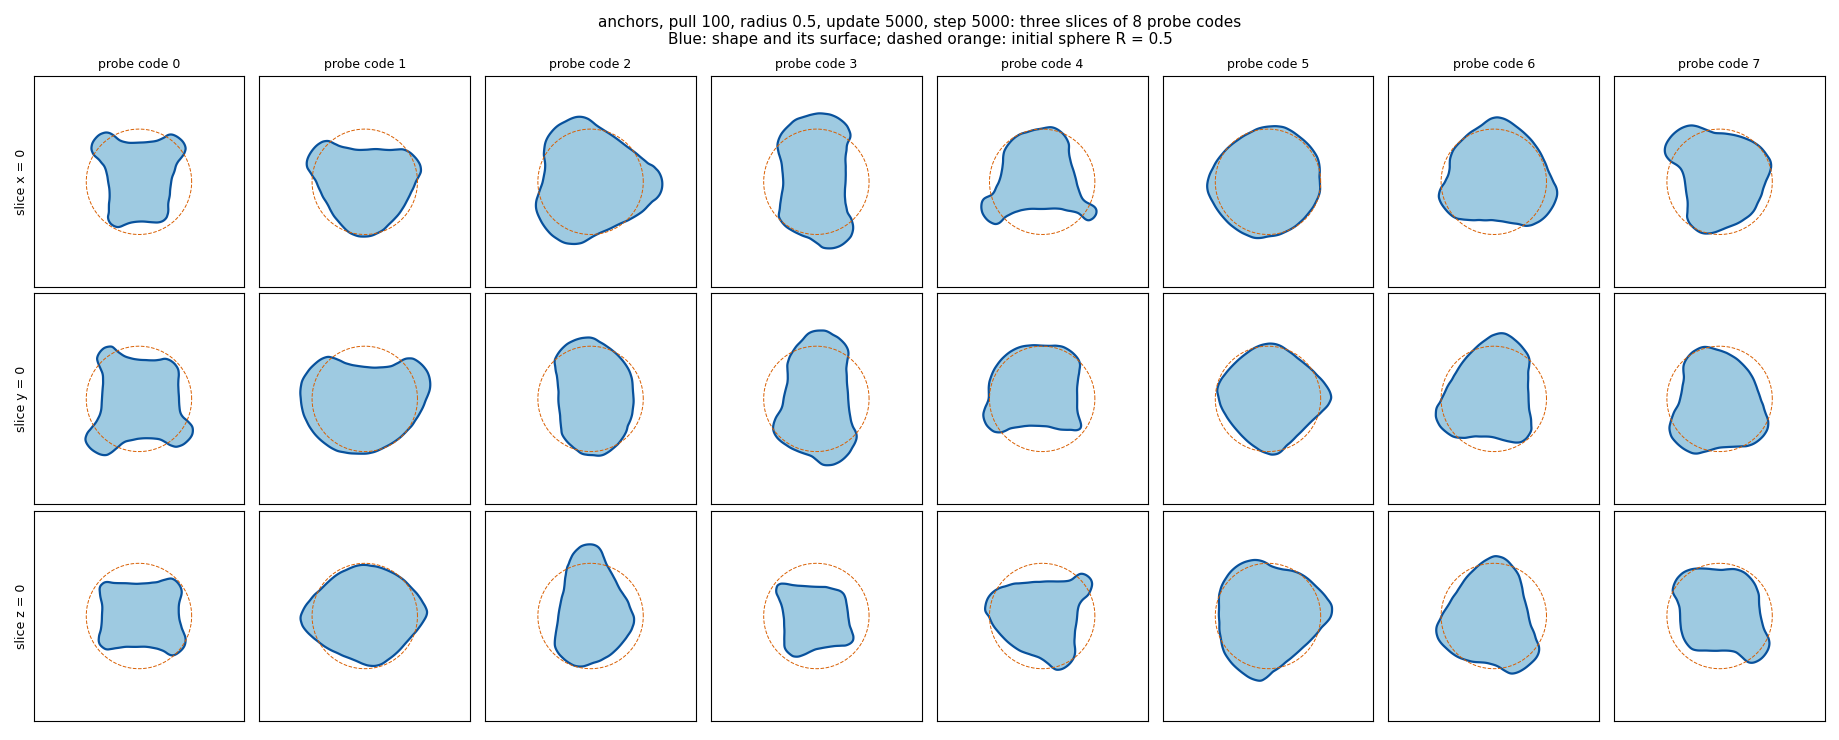 anchors, pull 100, radius 0.5, update 5000, step 5000: three slices of 8 probe codes
Blue: shape and its surface; dashed orange: initial sphere R = 0.5
probe code 0
probe code 1
probe code 2
probe code 3
probe code 4
probe code 5
probe code 6
probe code 7
slice x = 0
slice y = 0
slice z = 0